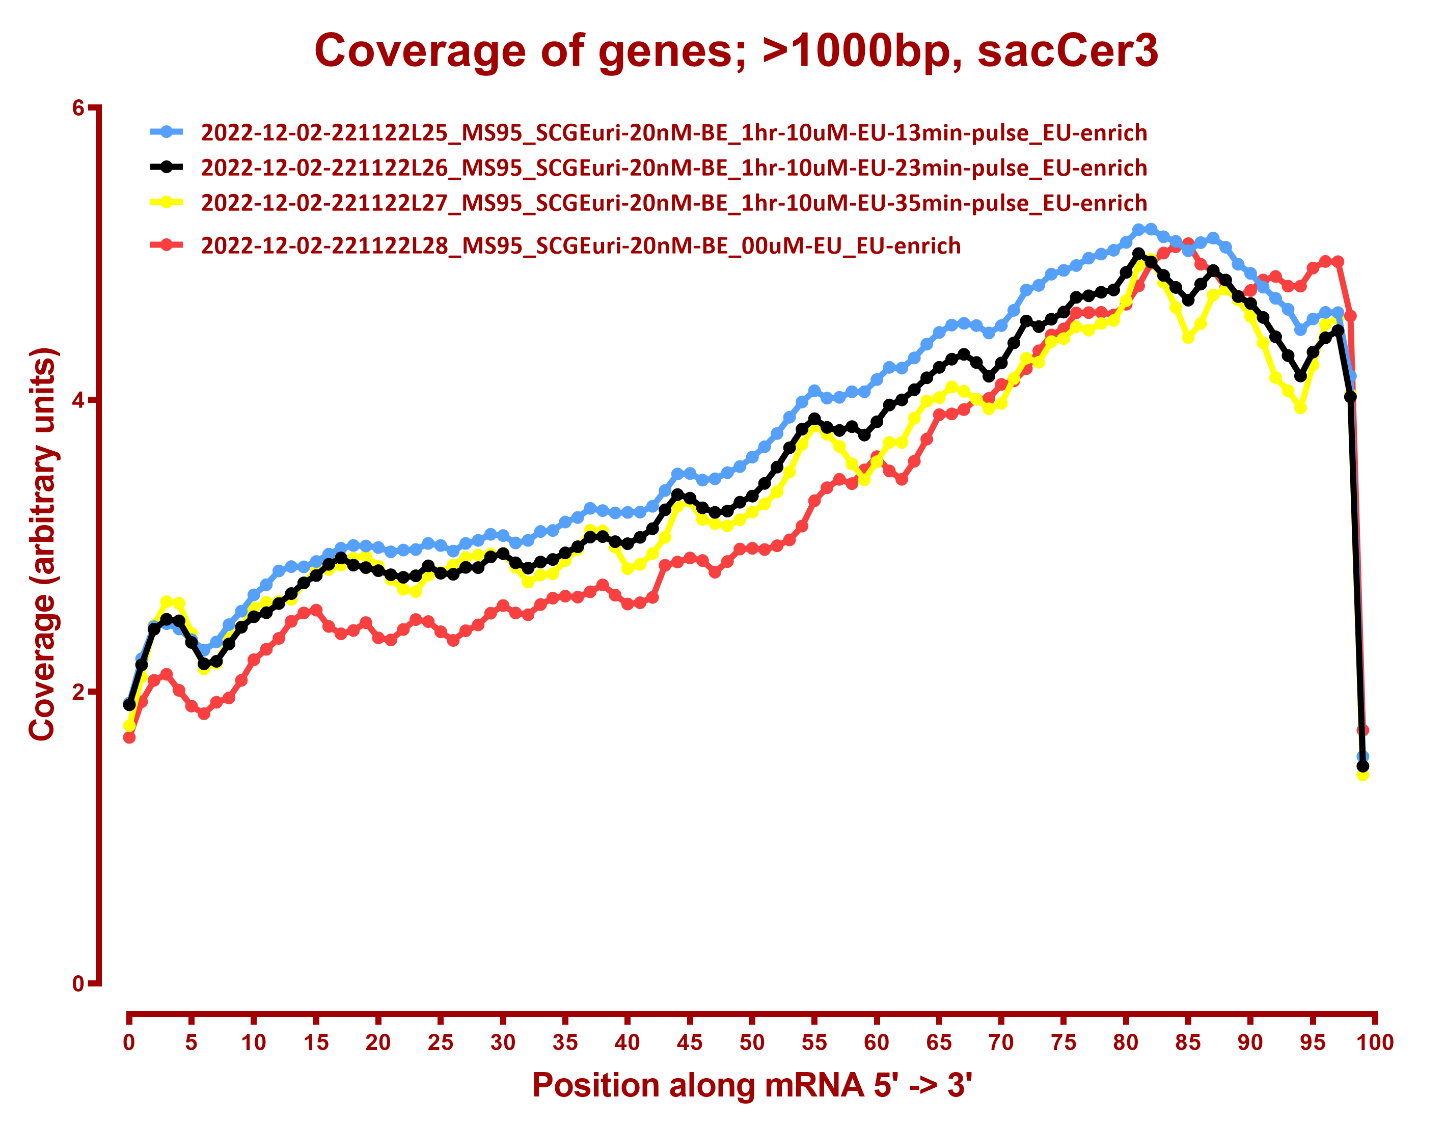 Coverage of genes; >1000bp, sacCer3
6
2022-12-02-221122L25_MS95_SCGEuri-20nM-BE_1hr-10uM-EU-13min-pulse_EU-enrich
2022-12-02-221122L26_MS95_SCGEuri-20nM-BE_1hr-10uM-EU-23min-pulse_EU-enrich
2022-12-02-221122L27_MS95_SCGEuri-20nM-BE_1hr-10uM-EU-35min-pulse_EU-enrich
2022-12-02-221122L28_MS95_SCGEuri-20nM-BE_00uM-EU_EU-enrich
4
2
0
Coverage (arbitrary units)
0 5 10 15 20 25 30 35 40 45 50 55 60 65 70 75 80 85 90 95 100
Position along mRNA 5' -> 3'